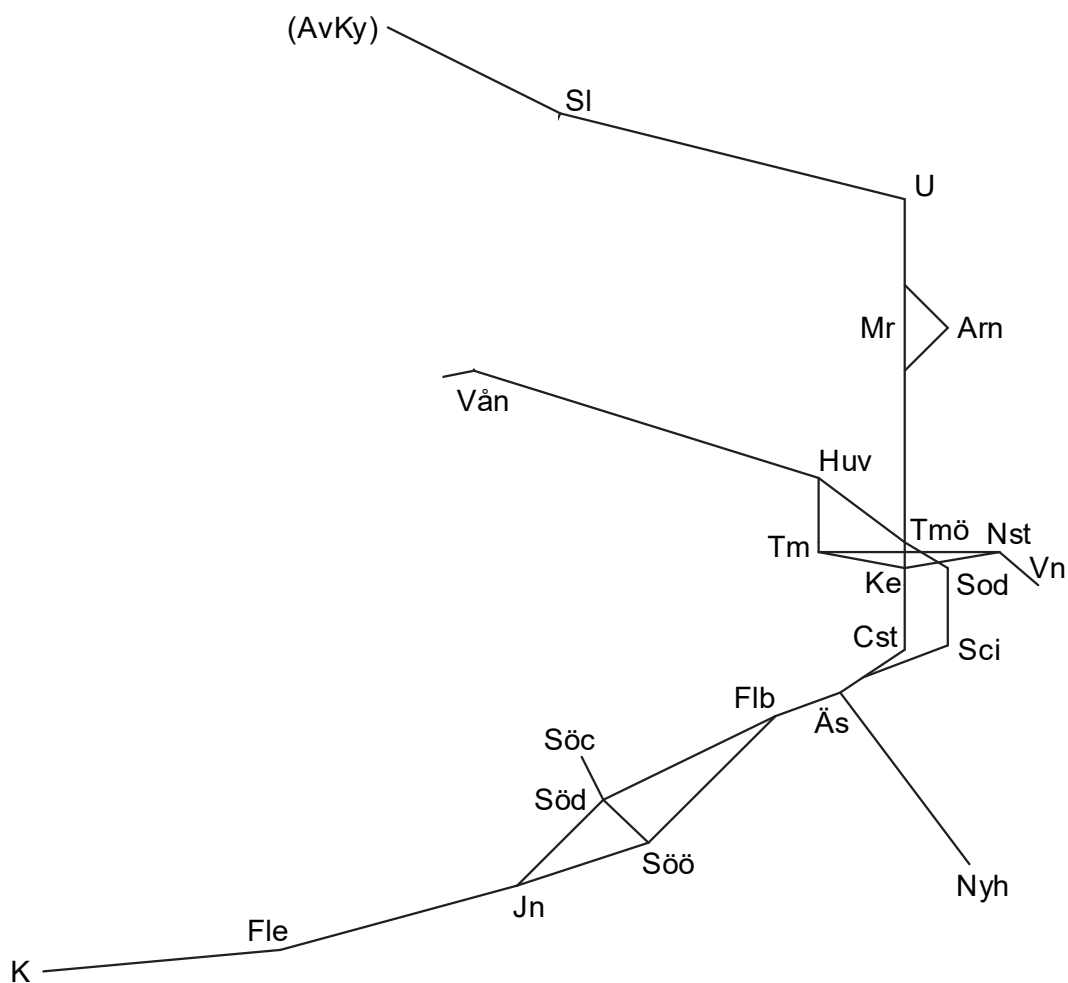 (AvKy)
Sl
U
Mr
Arn
Vån
Huv
Tmö
Nst
Tm
Vn
Ke
Sod
Cst
Sci
Flb
Äs
Söc
Söd
Söö
Nyh
Jn
Fle
K